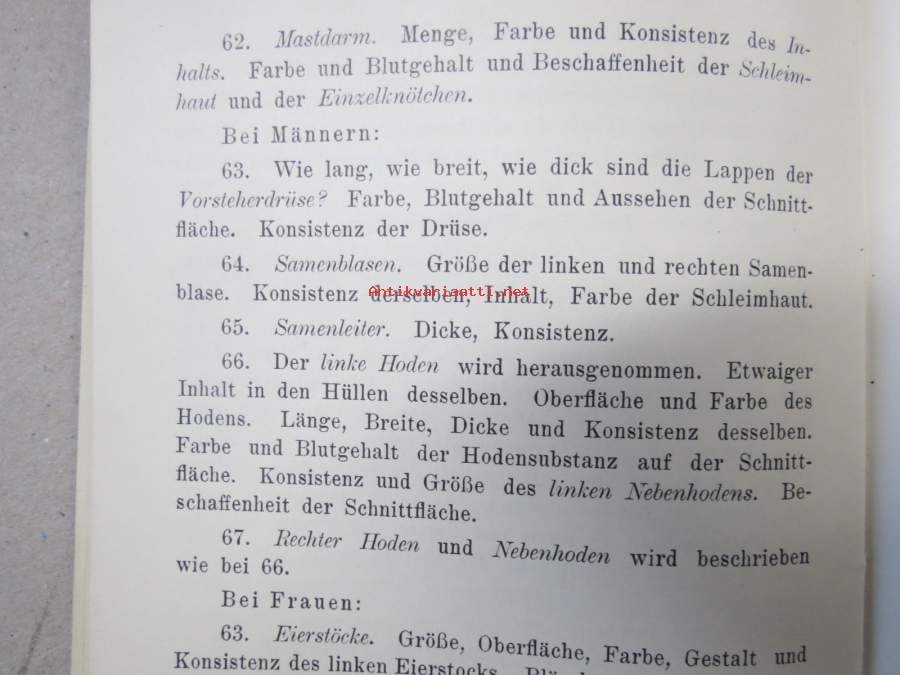 62. Mastdarm. Menge, Farbe und Konsistenz des In-
halts. Farbe und Blutgehalt und Beschaffenheit der Schleim-
haut und der Einzelknötchen.
Bei Männern:
63. Wie lang, wie breit, wie dick sind die Lappen der
Vorsteherdrüse? Farbe, Blutgehalt und Aussehen der Schnitt-
fläche. Konsistenz der Drüse.
64. Samenblasen. Größe der linken und rechten Samen-
blase. Konsistenz derselben, Inhalt, Farbe der Schleimhaut.
Antikvariaatti.net
65. Samenleiter. Dicke, Konsistenz.
66. Der linke Hoden wird herausgenommen. Etwaiger
Inhalt in den Hüllen desselben. Oberfläche und Farbe des
Hodens. Länge, Breite, Dicke und Konsistenz desselben.
Farbe und Blutgehalt der Hodensubstanz auf der Schnitt-
fläche. Konsistenz und Größe des linken Nebenhodens. Be-
schaffenheit der Schnittfläche.
67. Rechter Hoden und Nebenhoden wird beschrieben
wie bei 66.
Bei Frauen:
63. Eierstöcke. Größe, Oberfläche, Farbe, Gestalt und
Konsistenz des linken Eierstocks.